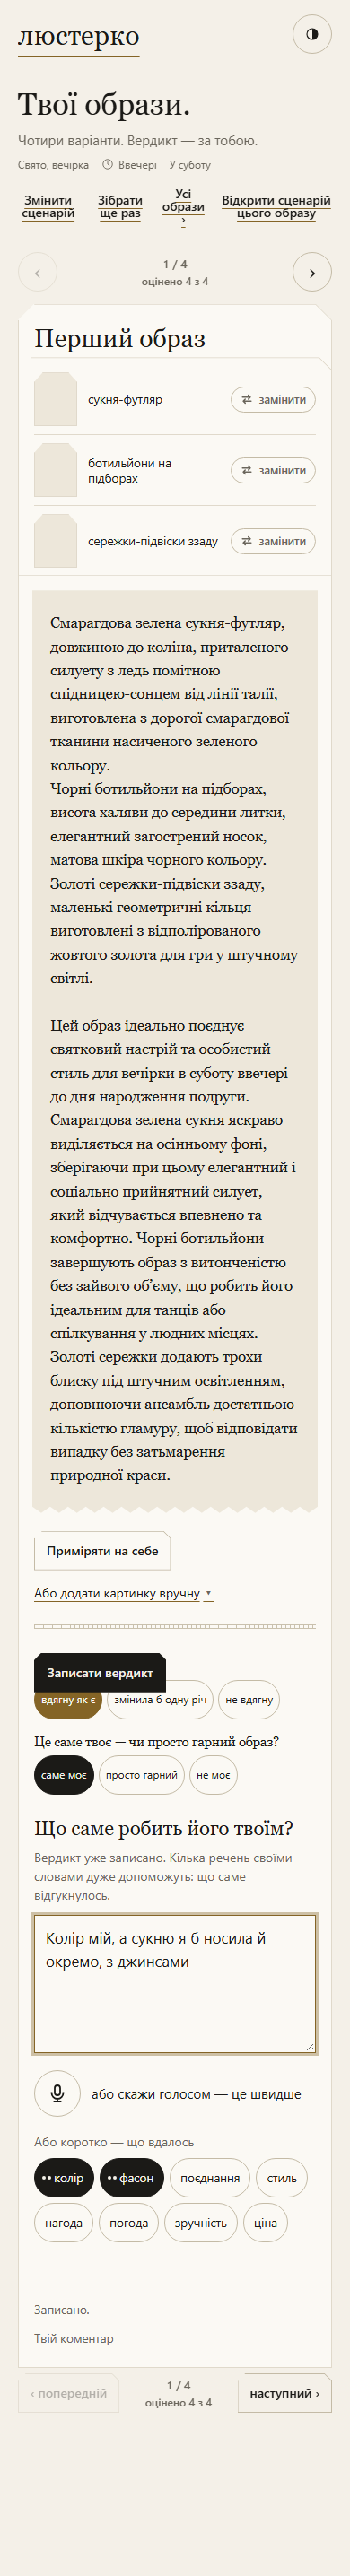 люстерко
Твої образи.
Чотири варіанти. Вердикт — за тобою.
Свято, вечірка Ввечері У суботу
Змінити сценарій
Зібрати ще раз
Усі образи ›
Відкрити сценарій цього образу
‹
1 / 4
оцінено 4 з 4
›
Перший образ
сукня-футляр
замінити
ботильйони на
підборах
замінити
сережки-підвіски ззаду
замінити
Смарагдова зелена сукня-футляр,
довжиною до коліна, приталеного
силуету з ледь помітною
спідницею-сонцем від лінії талії,
виготовлена з дорогої смарагдової
тканини насиченого зеленого
кольору.
Чорні ботильйони на підборах,
висота халяви до середини литки,
елегантний загострений носок,
матова шкіра чорного кольору.
Золоті сережки-підвіски ззаду,
маленькі геометричні кільця
виготовлені з відполірованого
жовтого золота для гри у штучному
світлі.
Цей образ ідеально поєднує
святковий настрій та особистий
стиль для вечірки в суботу ввечері
до дня народження подруги.
Смарагдова зелена сукня яскраво
виділяється на осінньому фоні,
зберігаючи при цьому елегантний і
соціально прийнятний силует,
який відчувається впевнено та
комфортно. Чорні ботильйони
завершують образ з витонченістю
без зайвого об'єму, що робить його
ідеальним для танців або
спілкування у людних місцях.
Золоті сережки додають трохи
блиску під штучним освітленням,
доповнюючи ансамбль достатньою
кількістю гламуру, щоб відповідати
випадку без затьмарення
природної краси.
Приміряти на себе
Або додати картинку вручну
Записати вердикт
вдягну як є
змінила б одну річ
не вдягну
Це саме твоє — чи просто гарний образ?
саме моє
просто гарний
не моє
Що саме робить його твоїм?
Вердикт уже записано. Кілька речень своїми
словами дуже допоможуть: що саме
відгукнулось.
Колір мій, а сукню я б носила й
окремо, з джинсами
або скажи голосом — це швидше
Або коротко — що вдалось
колір
фасон
поєднання
стиль
нагода
погода
зручність
ціна
Записано.
Твій коментар
‹ попередній
1 / 4
оцінено 4 з 4
наступний ›